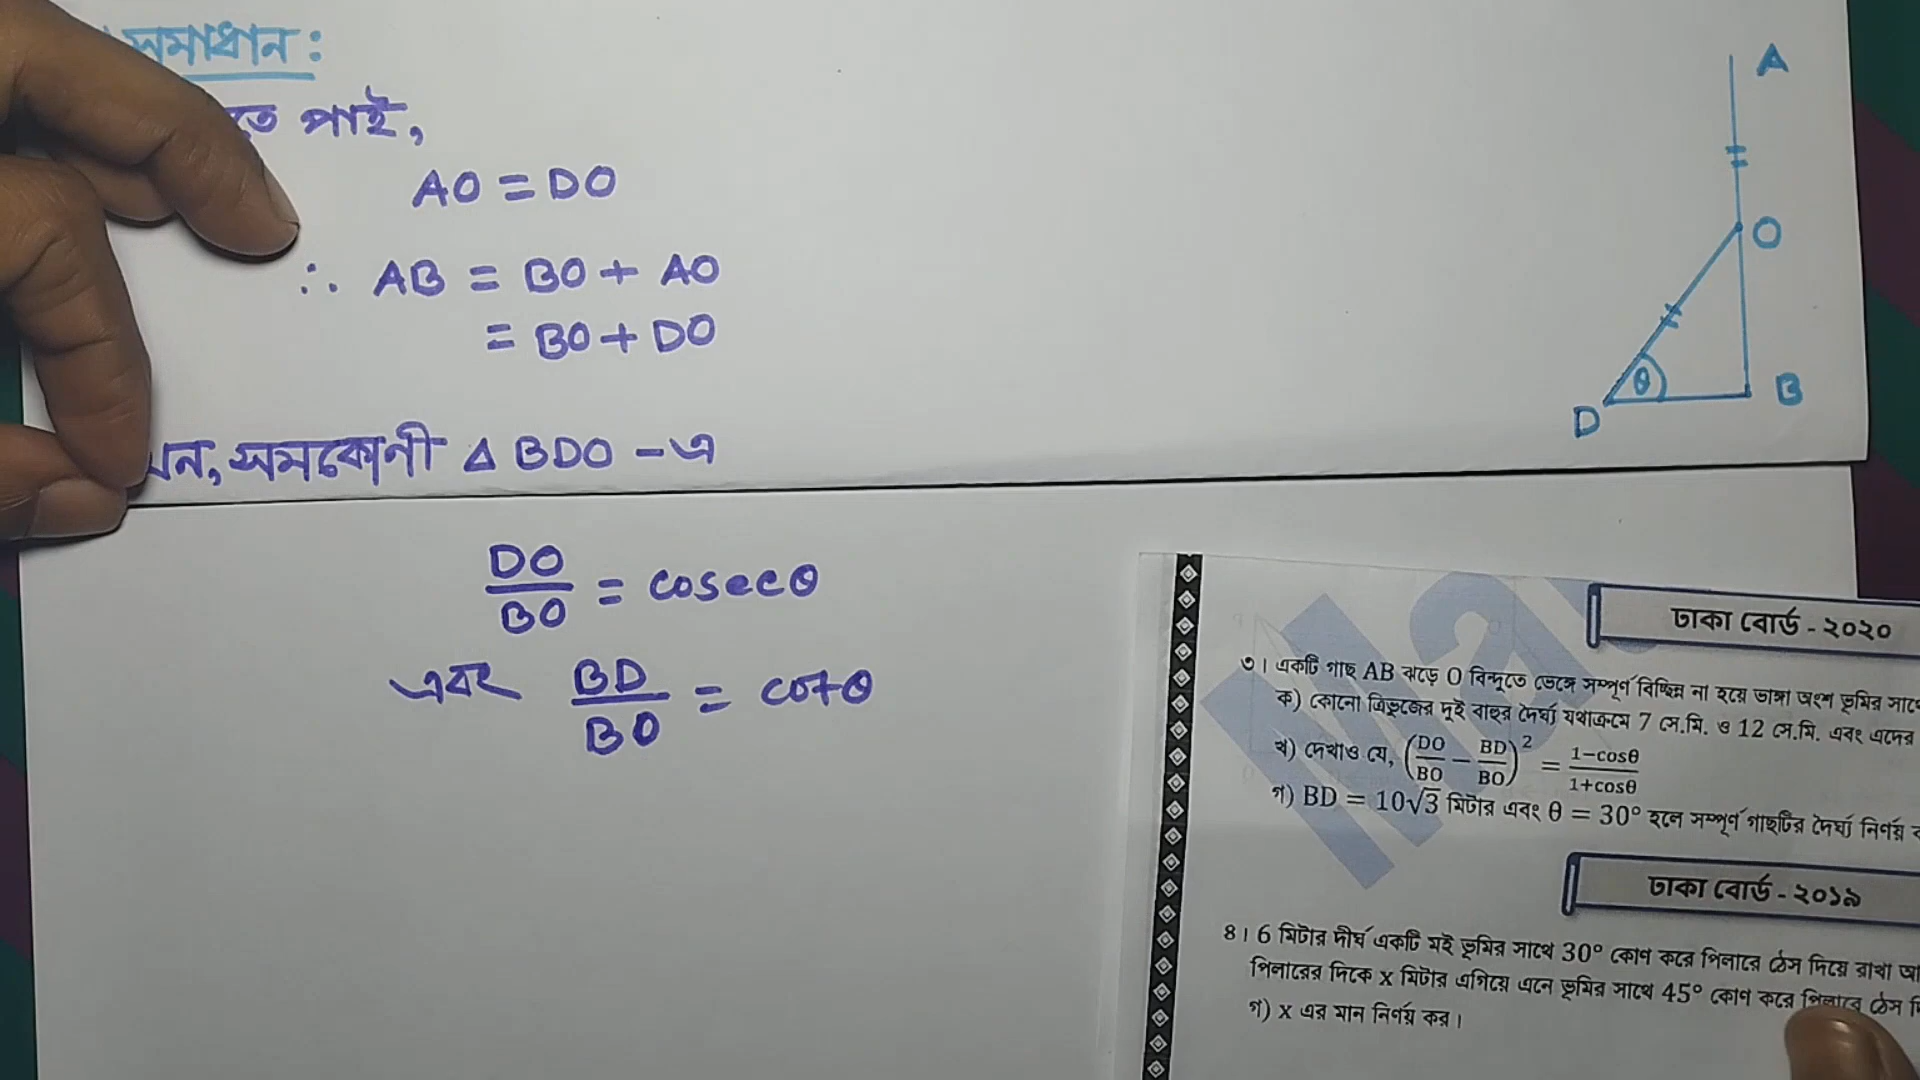 সমাধান:
পাই,
AO = DO
∴ AB = BO + AO
= BO + DO
সমকোণী Δ BDO - এ
DO/BO = cosecθ
এবং BD/BO = cotθ
A
O
θ
B
D
ঢাকা বোর্ড - ২০২০
৩। একটি গাছ AB ঝড়ে O বিন্দুতে ভেঙ্গে সম্পূর্ণ বিচ্ছিন্ন না হয়ে ভাঙ্গা অংশ ভূমির সাথে
ক) কোনো ত্রিভুজের দুই বাহুর দৈর্ঘ্য যথাক্রমে 7 সে.মি. ও 12 সে.মি. এবং এদের
খ) দেখাও যে, (DO/BO − BD/BO)² = 1−cosθ/1+cosθ
গ) BD = 10√3 মিটার এবং θ = 30° হলে সম্পূর্ণ গাছটির দৈর্ঘ্য নির্ণয়
ঢাকা বোর্ড - ২০১৯
৪। 6 মিটার দীর্ঘ একটি মই ভূমির সাথে 30° কোণ করে পিলারে ঠেস দিয়ে রাখা
পিলারের দিকে x মিটার এগিয়ে এনে ভূমির সাথে 45° কোণ করে পিলারে ঠেস
গ) x এর মান নির্ণয় কর।